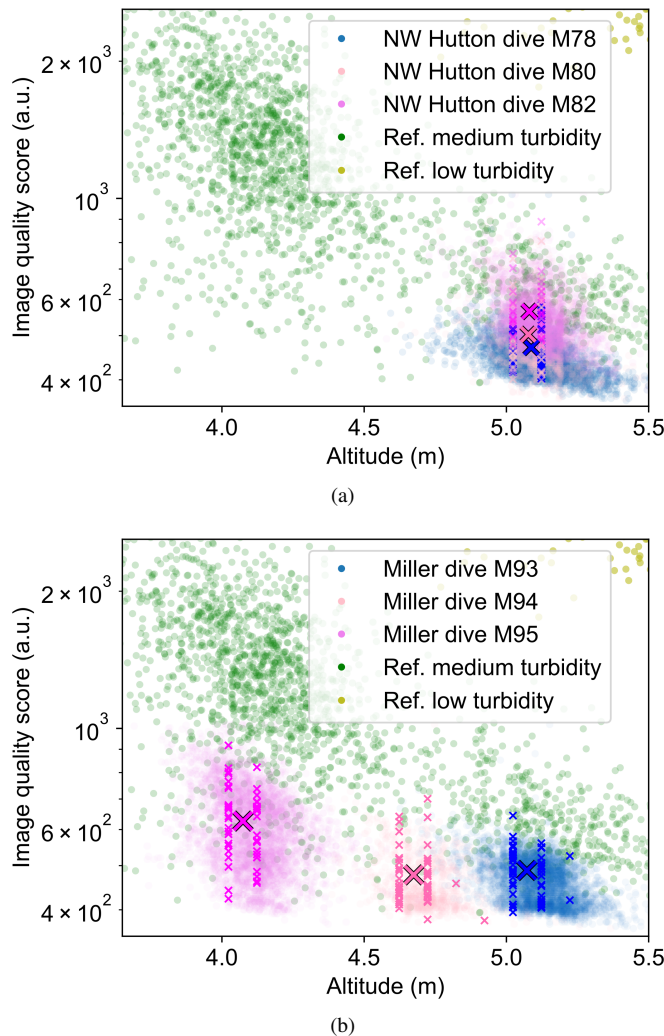 Image quality score (a.u.)
2 × 10³
10³
6 × 10²
4 × 10²
NW Hutton dive M78
NW Hutton dive M80
NW Hutton dive M82
Ref. medium turbidity
Ref. low turbidity
4.0 4.5 5.0 5.5
Altitude (m)
(a)
Image quality score (a.u.)
2 × 10³
10³
6 × 10²
4 × 10²
Miller dive M93
Miller dive M94
Miller dive M95
Ref. medium turbidity
Ref. low turbidity
4.0 4.5 5.0 5.5
Altitude (m)
(b)